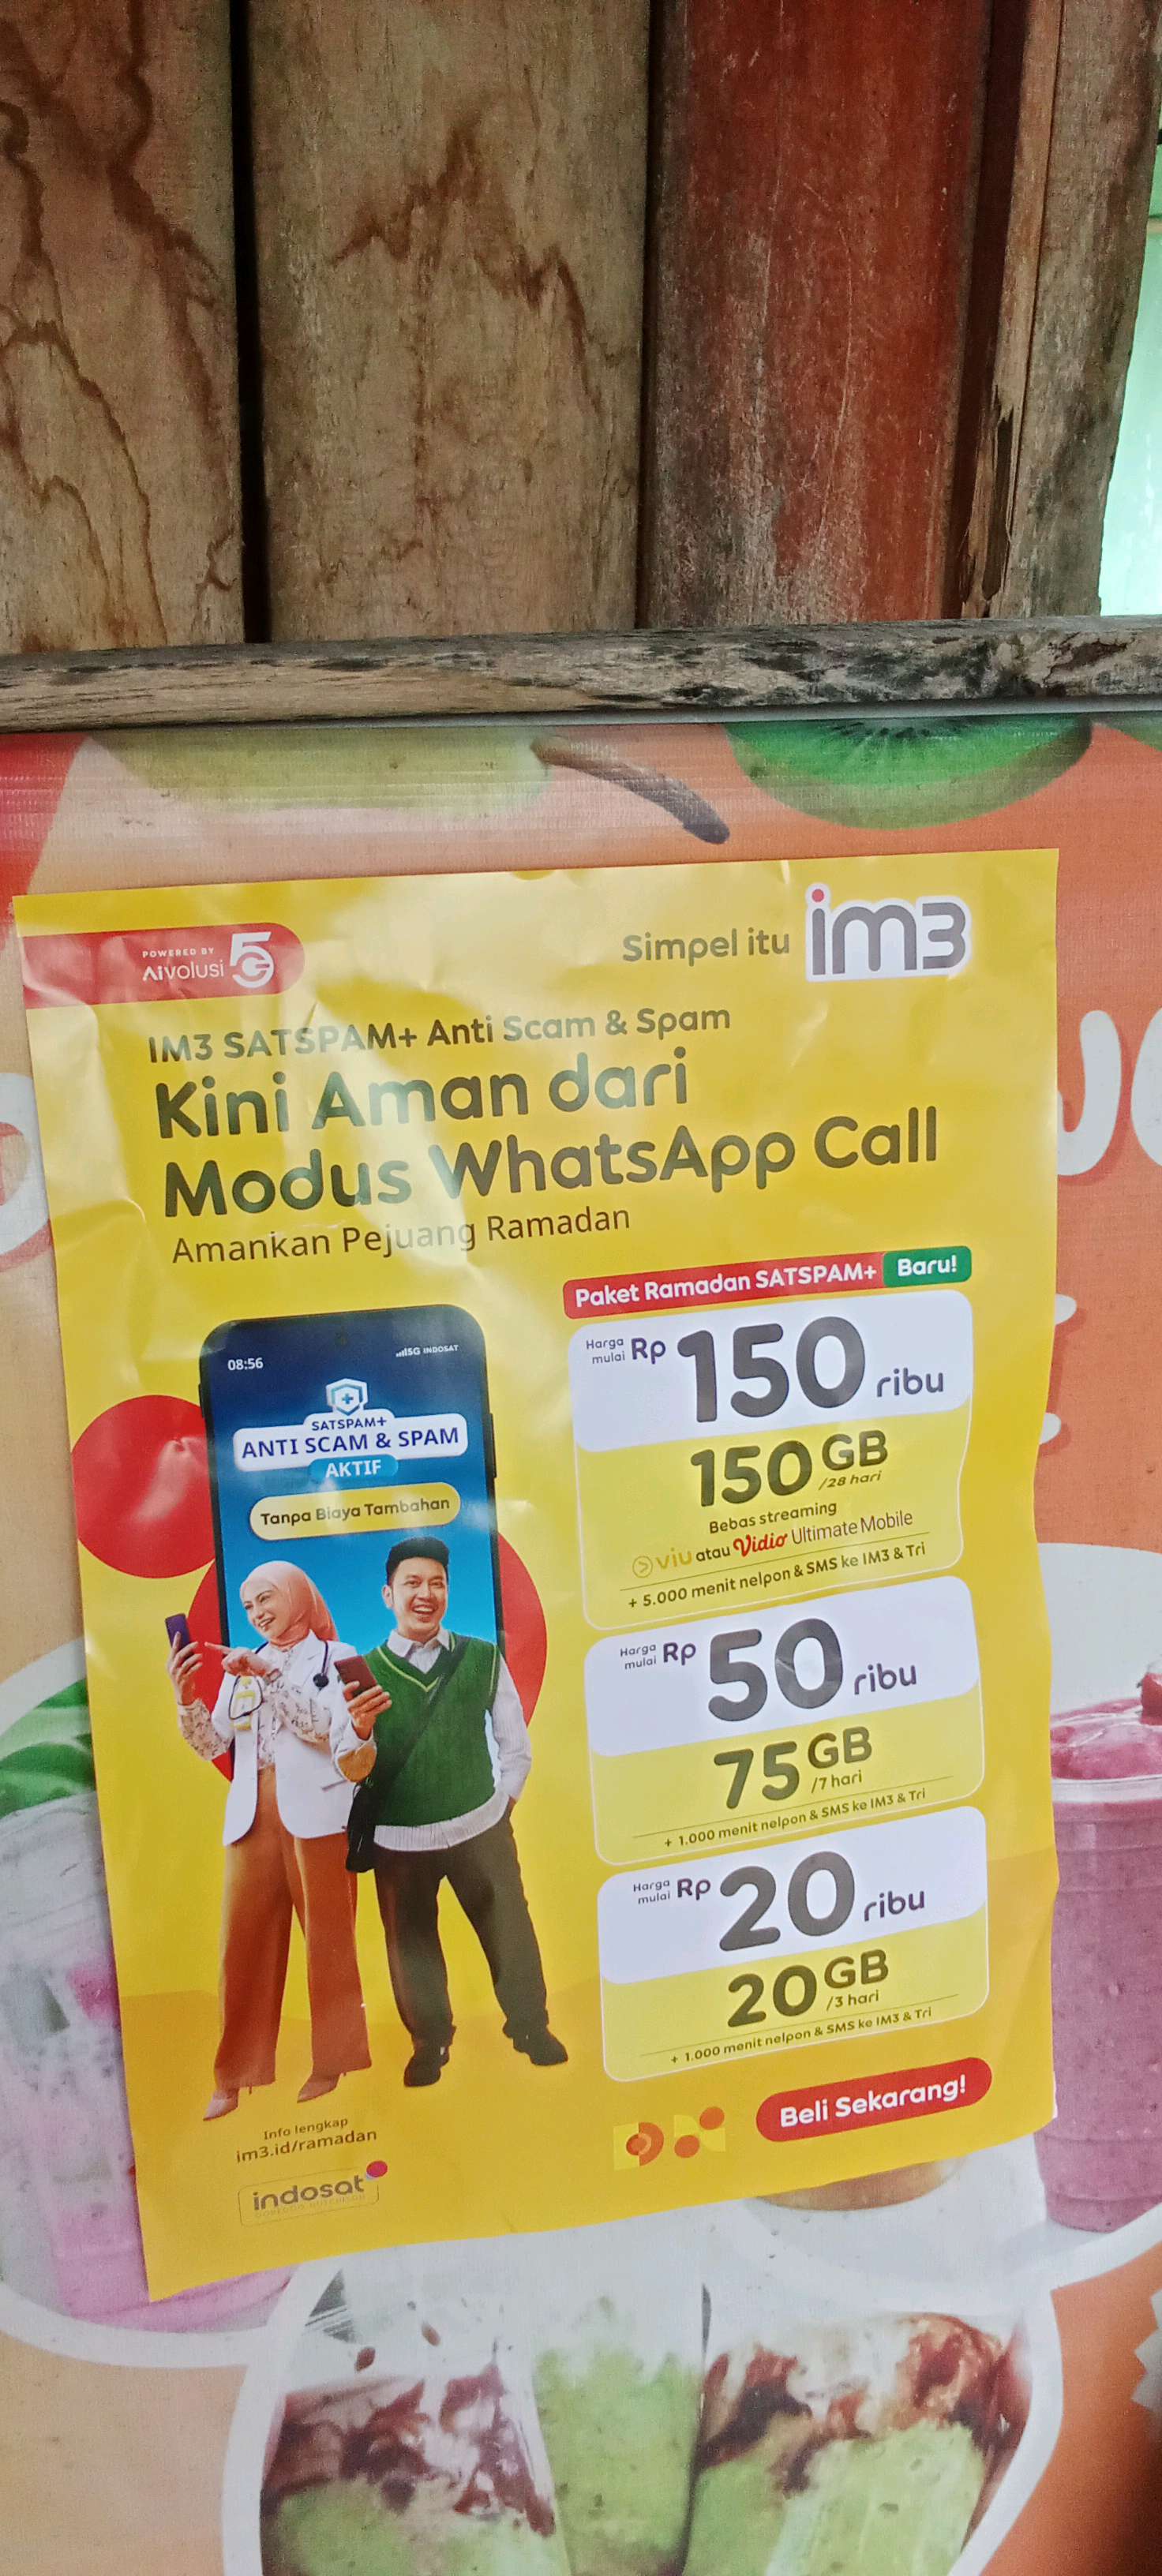 POWERED BY
AIvolusi 5G
Simpel itu im3
IM3 SATSPAM+ Anti Scam & Spam
Kini Aman dari
Modus WhatsApp Call
Amankan Pejuang Ramadan
Paket Ramadan SATSPAM+ Baru!
Harga mulai Rp 150 ribu
150 GB /28 hari
Bebas streaming
viu atau Vidio Ultimate Mobile
+ 5.000 menit nelpon & SMS ke IM3 & Tri
Harga mulai Rp 50 ribu
75 GB /7 hari
+ 1.000 menit nelpon & SMS ke IM3 & Tri
Harga mulai Rp 20 ribu
20 GB /3 hari
+ 1.000 menit nelpon & SMS ke IM3 & Tri
Beli Sekarang!
08:56
5G INDOSAT
SATSPAM+
ANTI SCAM & SPAM
AKTIF
Tanpa Biaya Tambahan
Info lengkap
im3.id/ramadan
indosat